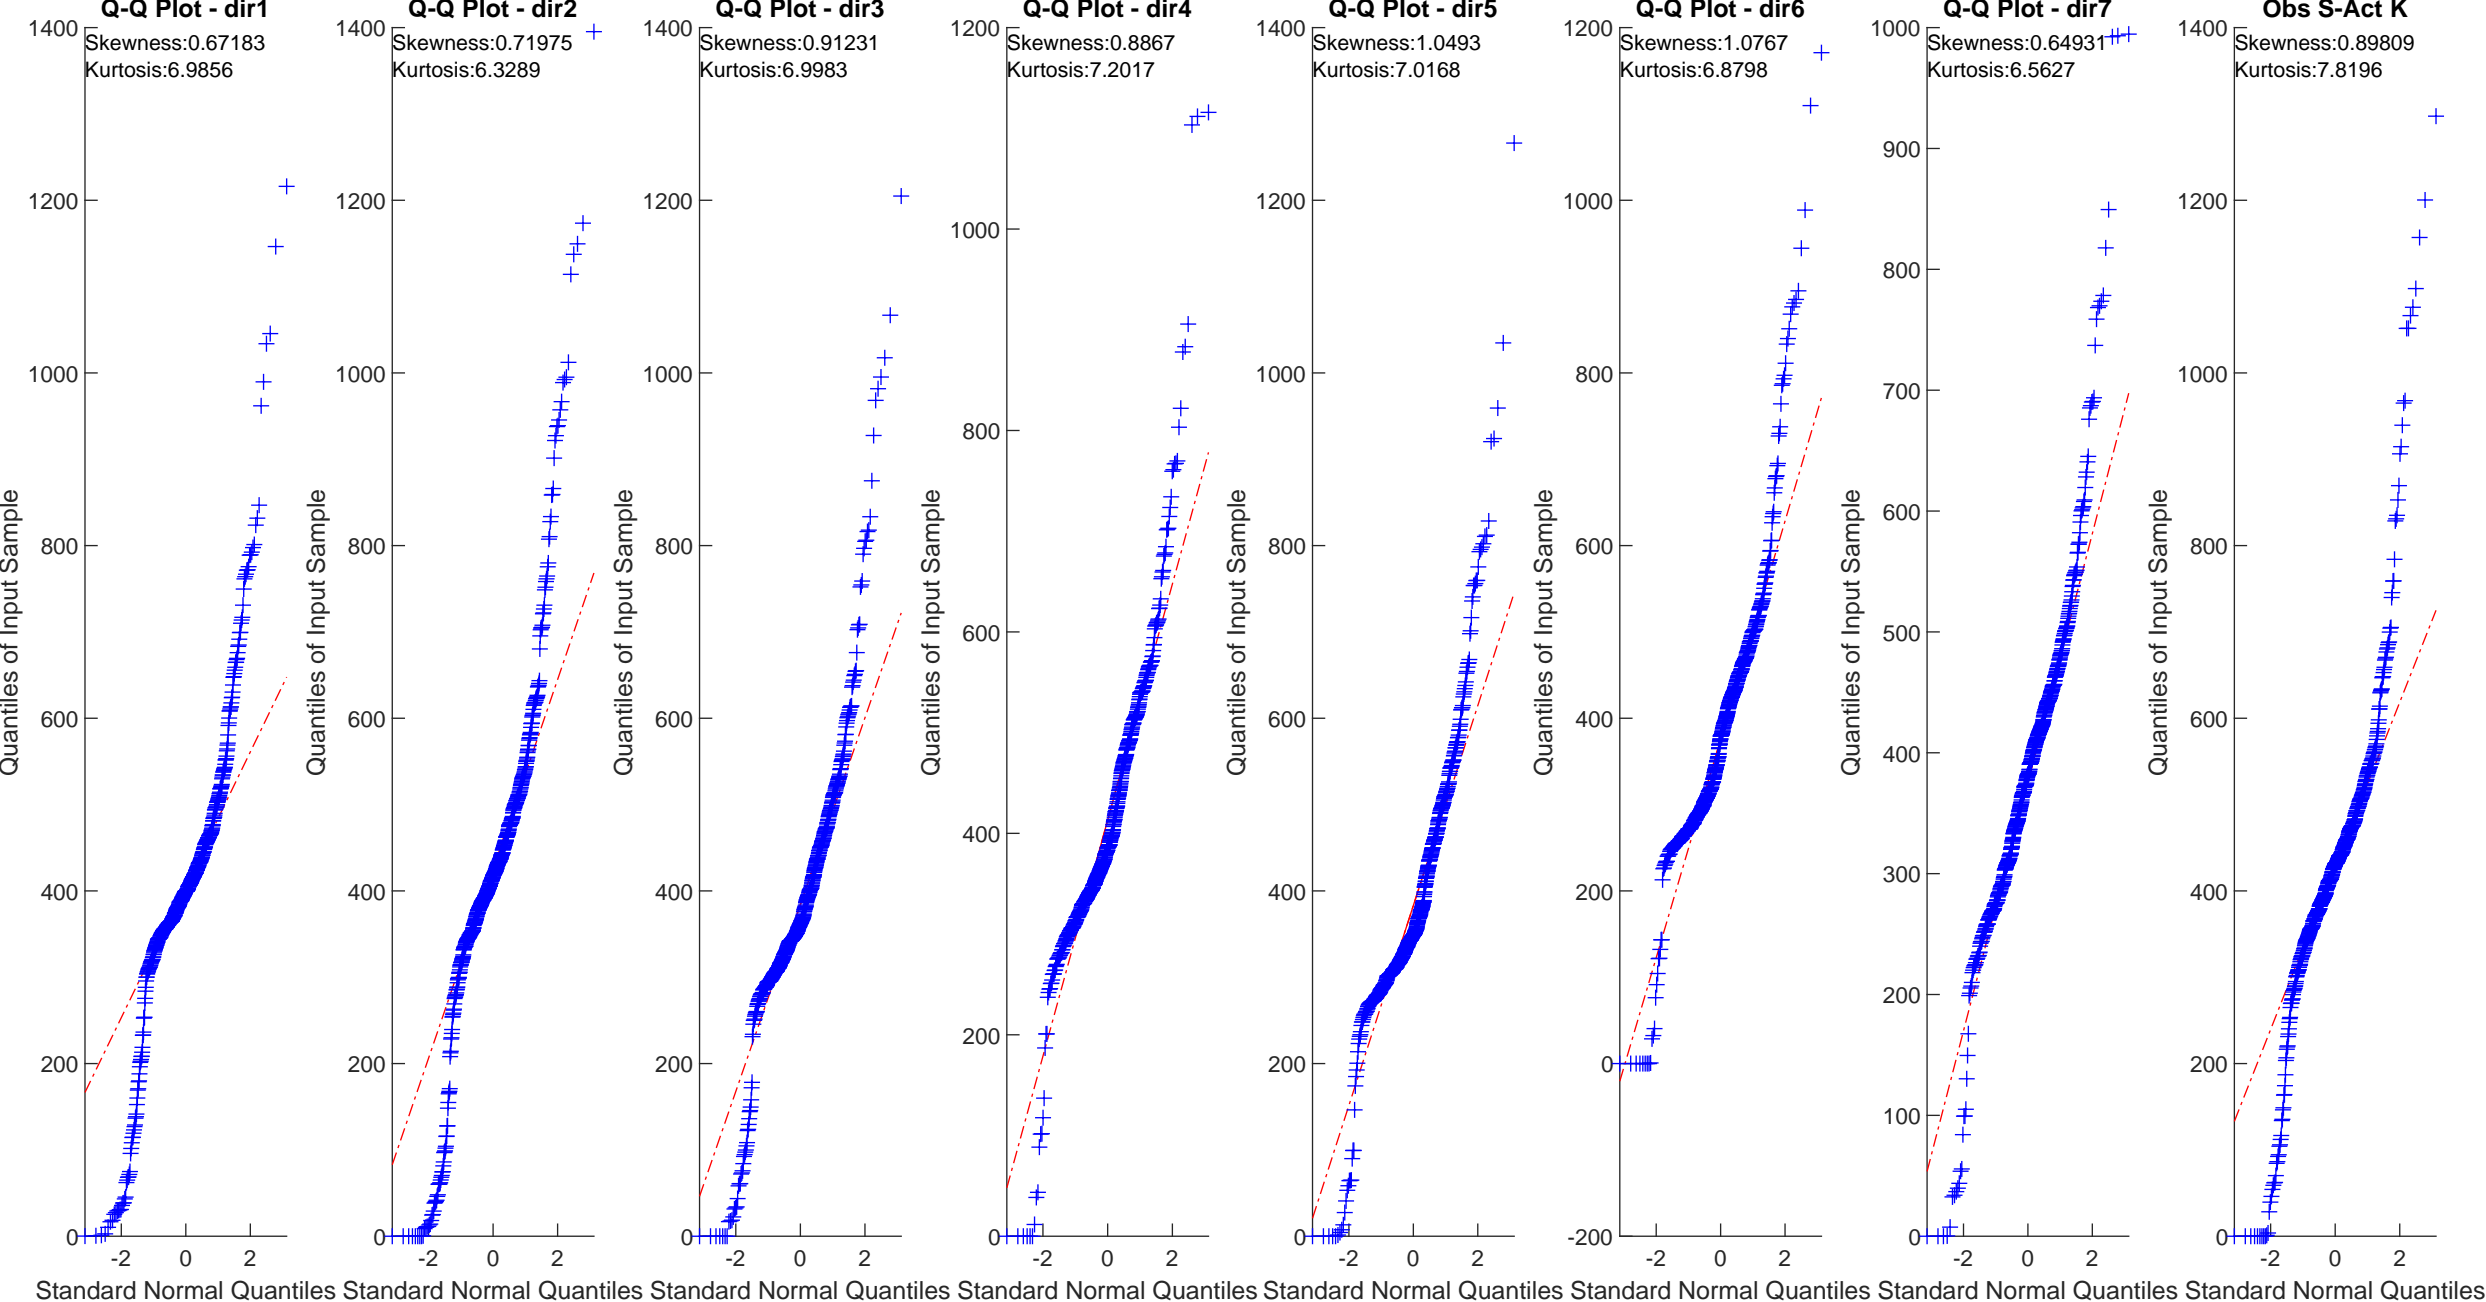 Q-Q Plot - dir1
Skewness:0.67183
Kurtosis:6.9856
1400
1200
1000
800
600
400
200
0
-2 0 2
Quantiles of Input Sample
Standard Normal Quantiles
Q-Q Plot - dir2
Skewness:0.71975
Kurtosis:6.3289
1400
1200
1000
800
600
400
200
0
-2 0 2
Quantiles of Input Sample
Standard Normal Quantiles
Q-Q Plot - dir3
Skewness:0.91231
Kurtosis:6.9983
1400
1200
1000
800
600
400
200
0
-2 0 2
Quantiles of Input Sample
Standard Normal Quantiles
Q-Q Plot - dir4
Skewness:0.8867
Kurtosis:7.2017
1200
1000
800
600
400
200
0
-2 0 2
Quantiles of Input Sample
Standard Normal Quantiles
Q-Q Plot - dir5
Skewness:1.0493
Kurtosis:7.0168
1400
1200
1000
800
600
400
200
0
-2 0 2
Quantiles of Input Sample
Standard Normal Quantiles
Q-Q Plot - dir6
Skewness:1.0767
Kurtosis:6.8798
1200
1000
800
600
400
200
0
-200
-2 0 2
Quantiles of Input Sample
Standard Normal Quantiles
Q-Q Plot - dir7
Skewness:0.64931
Kurtosis:6.5627
1000
900
800
700
600
500
400
300
200
100
0
-2 0 2
Quantiles of Input Sample
Standard Normal Quantiles
Obs S-Act K
Skewness:0.89809
Kurtosis:7.8196
1400
1200
1000
800
600
400
200
0
-2 0 2
Quantiles of Input Sample
Standard Normal Quantiles